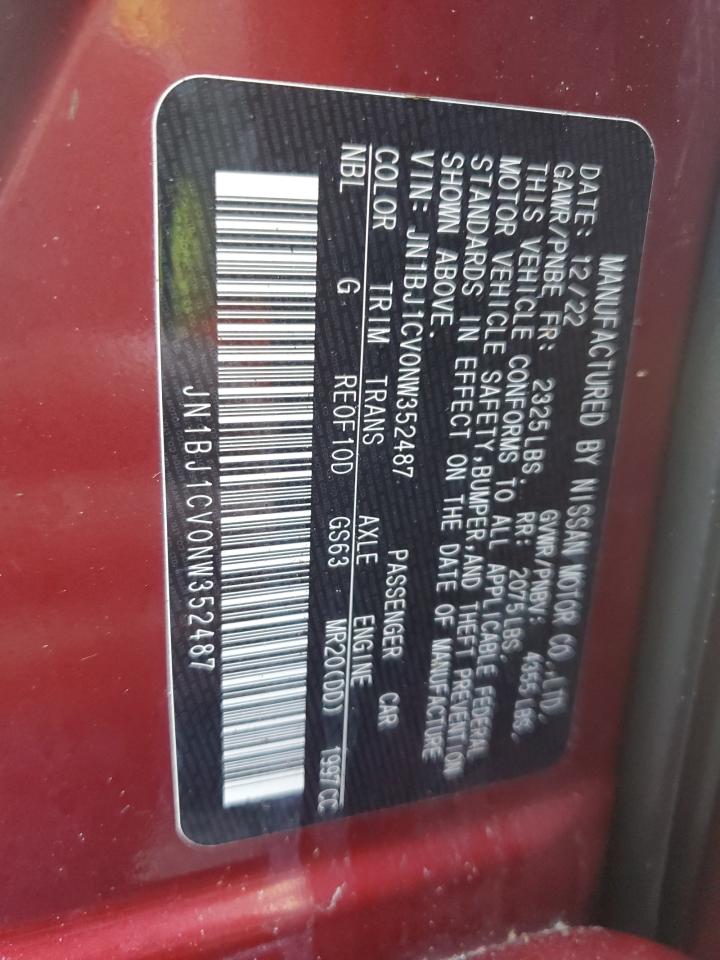 MANUFACTURED BY NISSAN MOTOR CO.,LTD.
DATE: 12/22 GVWR/PNBV: 4355 LBS.
GAWR/PNBE FR: 2325 LBS. RR: 2075 LBS.
THIS VEHICLE CONFORMS TO ALL APPLICABLE FEDERAL
MOTOR VEHICLE SAFETY, BUMPER, AND THEFT PREVENTION
STANDARDS IN EFFECT ON THE DATE OF MANUFACTURE
SHOWN ABOVE.
VIN: JN1BJ1CV0NW352487 PASSENGER CAR
COLOR TRIM TRANS AXLE ENGINE
NBL G RE0F10D GS63 MR20(DD) 1997CC
JN1BJ1CV0NW352487